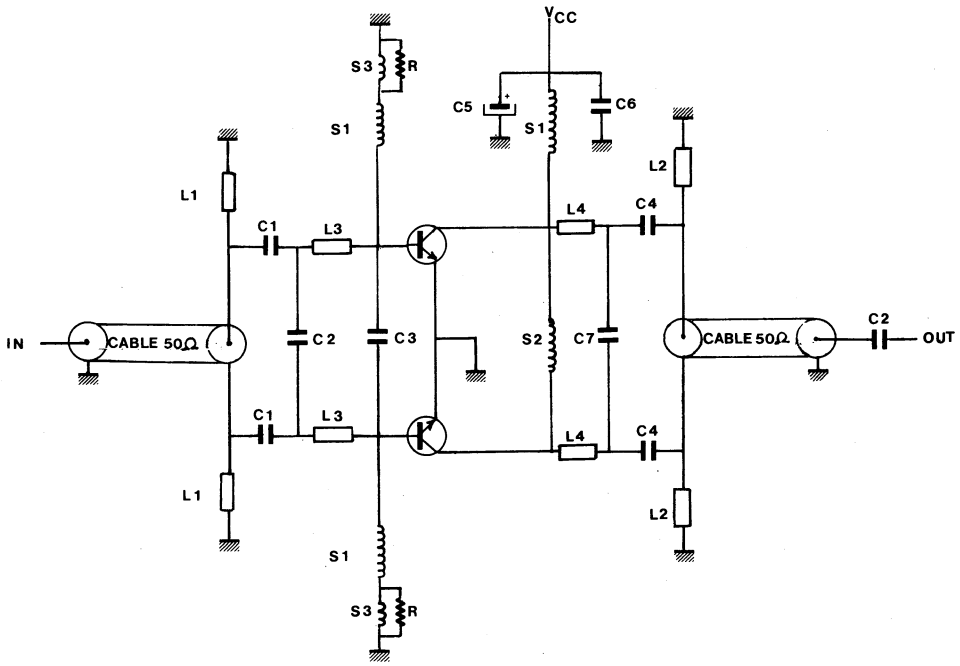 VCC
S3 R
C5 + C6
S1 S1
L2
L1
C1 L3 L4 C4
IN CABLE 50Ω C2 C3 S2 C7 CABLE 50Ω C2 OUT
C1 L3 L4 C4
L1 L2
S1
S3 R